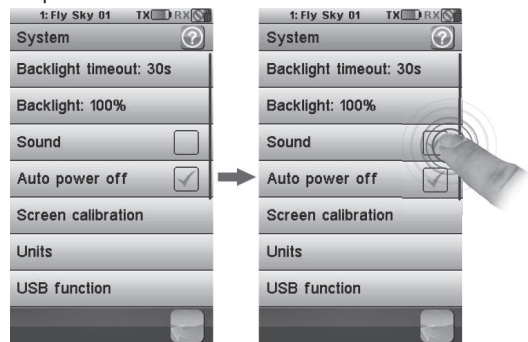 1: Fly Sky 01 TX RX
System ?
Backlight timeout: 30s
Backlight: 100%
Sound
Auto power off
Screen calibration
Units
USB function
1: Fly Sky 01 TX RX
System ?
Backlight timeout: 30s
Backlight: 100%
Sound
Auto power off
Screen calibration
Units
USB function